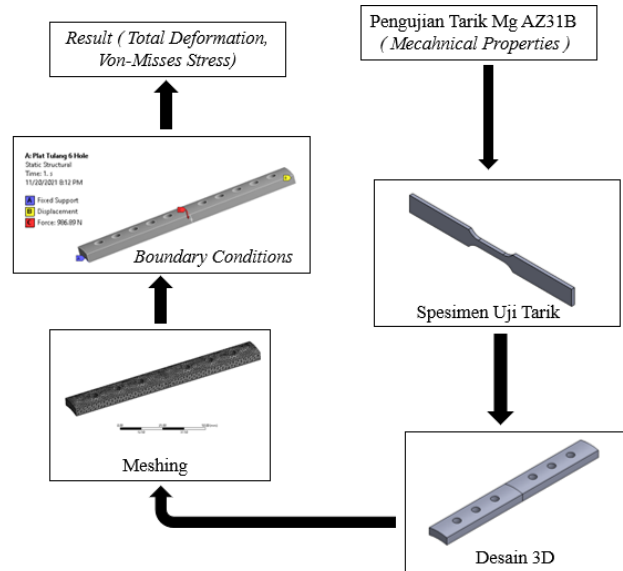 Result ( Total Deformation,
Von-Misses Stress)
Pengujian Tarik Mg AZ31B
( Mecahnical Properties )
A: Plat Tulang 6 Hole
Static Structural
Time: 1. s
11/20/2021 8:12 PM
A Fixed Support
B Displacement
C Force: 906.89 N
Boundary Conditions
Spesimen Uji Tarik
Meshing
Desain 3D